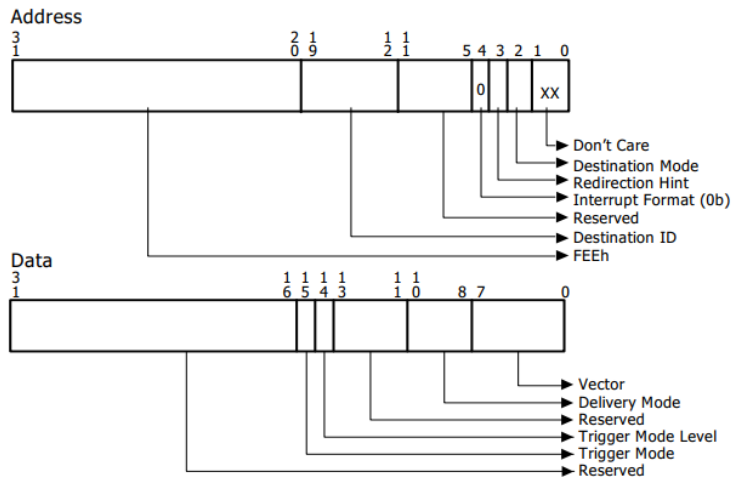 Address
3 2 1 1 1
1 0 9 2 1 5 4 3 2 1 0
0 XX
Don't Care
Destination Mode
Redirection Hint
Interrupt Format (0b)
Reserved
Destination ID
FEEh
Data
3 1 1 1 1 1 1
1 6 5 4 3 1 0 8 7 0
Vector
Delivery Mode
Reserved
Trigger Mode Level
Trigger Mode
Reserved